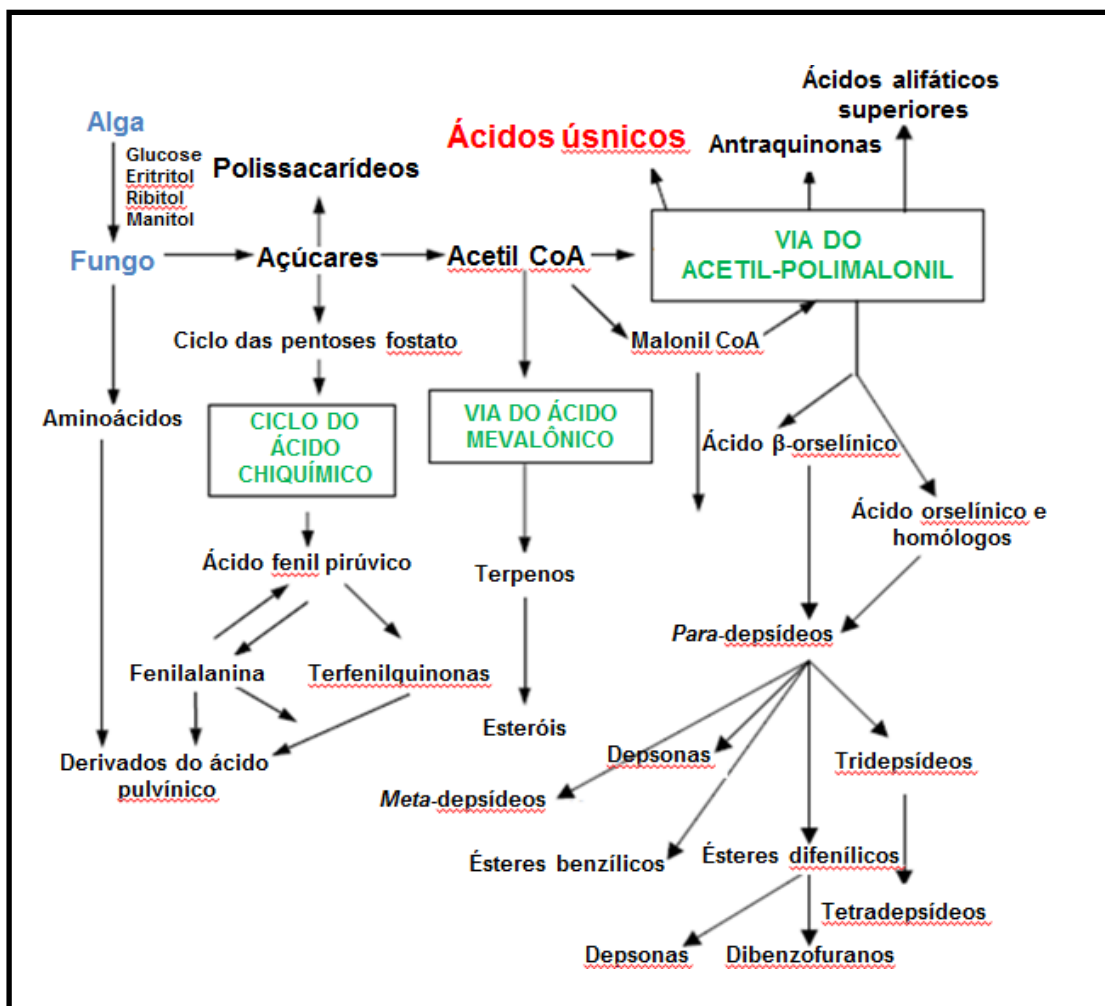 Ácidos alifáticos
superiores
Alga
Ácidos úsnicos
Antraquinonas
Glucose
Eritritol
Ribitol
Manitol
Polissacarídeos
Fungo
Açúcares
Acetil CoA
VIA DO
ACETIL-POLIMALONIL
Ciclo das pentoses fostato
Malonil CoA
Aminoácidos
CICLO DO
ÁCIDO
CHIQUÍMICO
VIA DO ÁCIDO
MEVALÔNICO
Ácido β-orselínico
Ácido orselínico e
homólogos
Ácido fenil pirúvico
Terpenos
Para-depsídeos
Fenilalanina
Terfenilquinonas
Esteróis
Derivados do ácido
pulvínico
Depsonas
Tridepsídeos
Meta-depsídeos
Ésteres benzílicos
Ésteres difenílicos
Tetradepsídeos
Depsonas
Dibenzofuranos